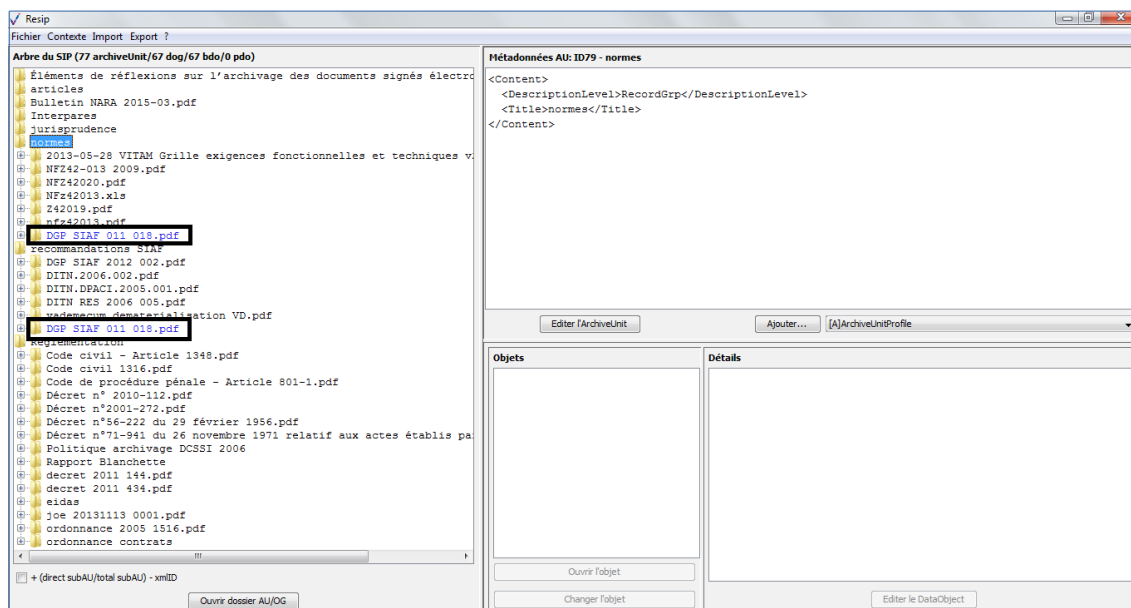 Resip
Fichier Contexte Import Export ?
Arbre du SIP (77 archiveUnit/67 dog/67 bdo/0 pdo)
Éléments de réflexions sur l'archivage des documents signés électro
articles
Bulletin NARA 2015-03.pdf
Interpares
jurisprudence
normes
2013-05-28 VITAM Grille exigences fonctionnelles et techniques v
NFZ42-013 2009.pdf
NFZ42020.pdf
NFz42013.xls
Z42019.pdf
nfz42013.pdf
DGP SIAF 011 018.pdf
recommandations SIAF
DGP SIAF 2012 002.pdf
DITN.2006.002.pdf
DITN.DPACI.2005.001.pdf
DITN RES 2006 005.pdf
vademecum dematerialisation VD.pdf
DGP SIAF 011 018.pdf
Réglementation
Code civil - Article 1348.pdf
Code civil 1316.pdf
Code de procédure pénale - Article 801-1.pdf
Décret n° 2010-112.pdf
Décret n°2001-272.pdf
Décret n°56-222 du 29 février 1956.pdf
Décret n°71-941 du 26 novembre 1971 relatif aux actes établis pa
Politique archivage DCSSI 2006
Rapport Blanchette
decret 2011 144.pdf
decret 2011 434.pdf
eidas
joe 20131113 0001.pdf
ordonnance 2005 1516.pdf
ordonnance contrats
+ (direct subAU/total subAU) - xmlID
Ouvrir dossier AU/OG
Métadonnées AU: ID79 - normes
<Content>
<DescriptionLevel>RecordGrp</DescriptionLevel>
<Title>normes</Title>
</Content>
Editer l'ArchiveUnit
Ajouter...
[A]ArchiveUnitProfile
Objets
Ouvrir l'objet
Changer l'objet
Détails
Editer le DataObject